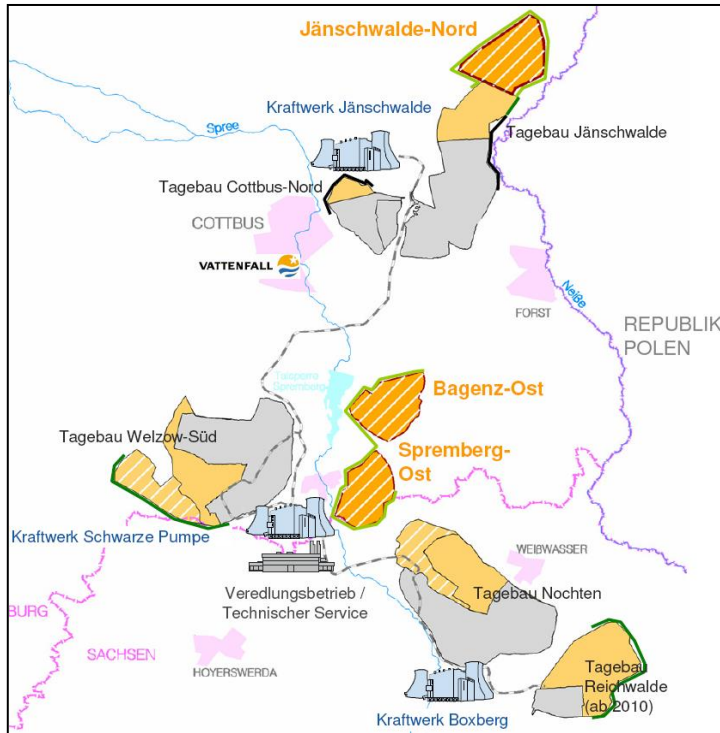 Jänschwalde-Nord
Kraftwerk Jänschwalde
Spree
Tagebau Jänschwalde
Tagebau Cottbus-Nord
COTTBUS
VATTENFALL
Neiße
FORST
REPUBLIK
POLEN
Talsperre
Spremberg
Bagenz-Ost
Tagebau Welzow-Süd
Spremberg-
Ost
Kraftwerk Schwarze Pumpe
WEIßWASSER
Veredlungsbetrieb /
Technischer Service
Tagebau Nochten
BURG
SACHSEN
HOYERSWERDA
Tagebau
Reichwalde
(ab 2010)
Kraftwerk Boxberg